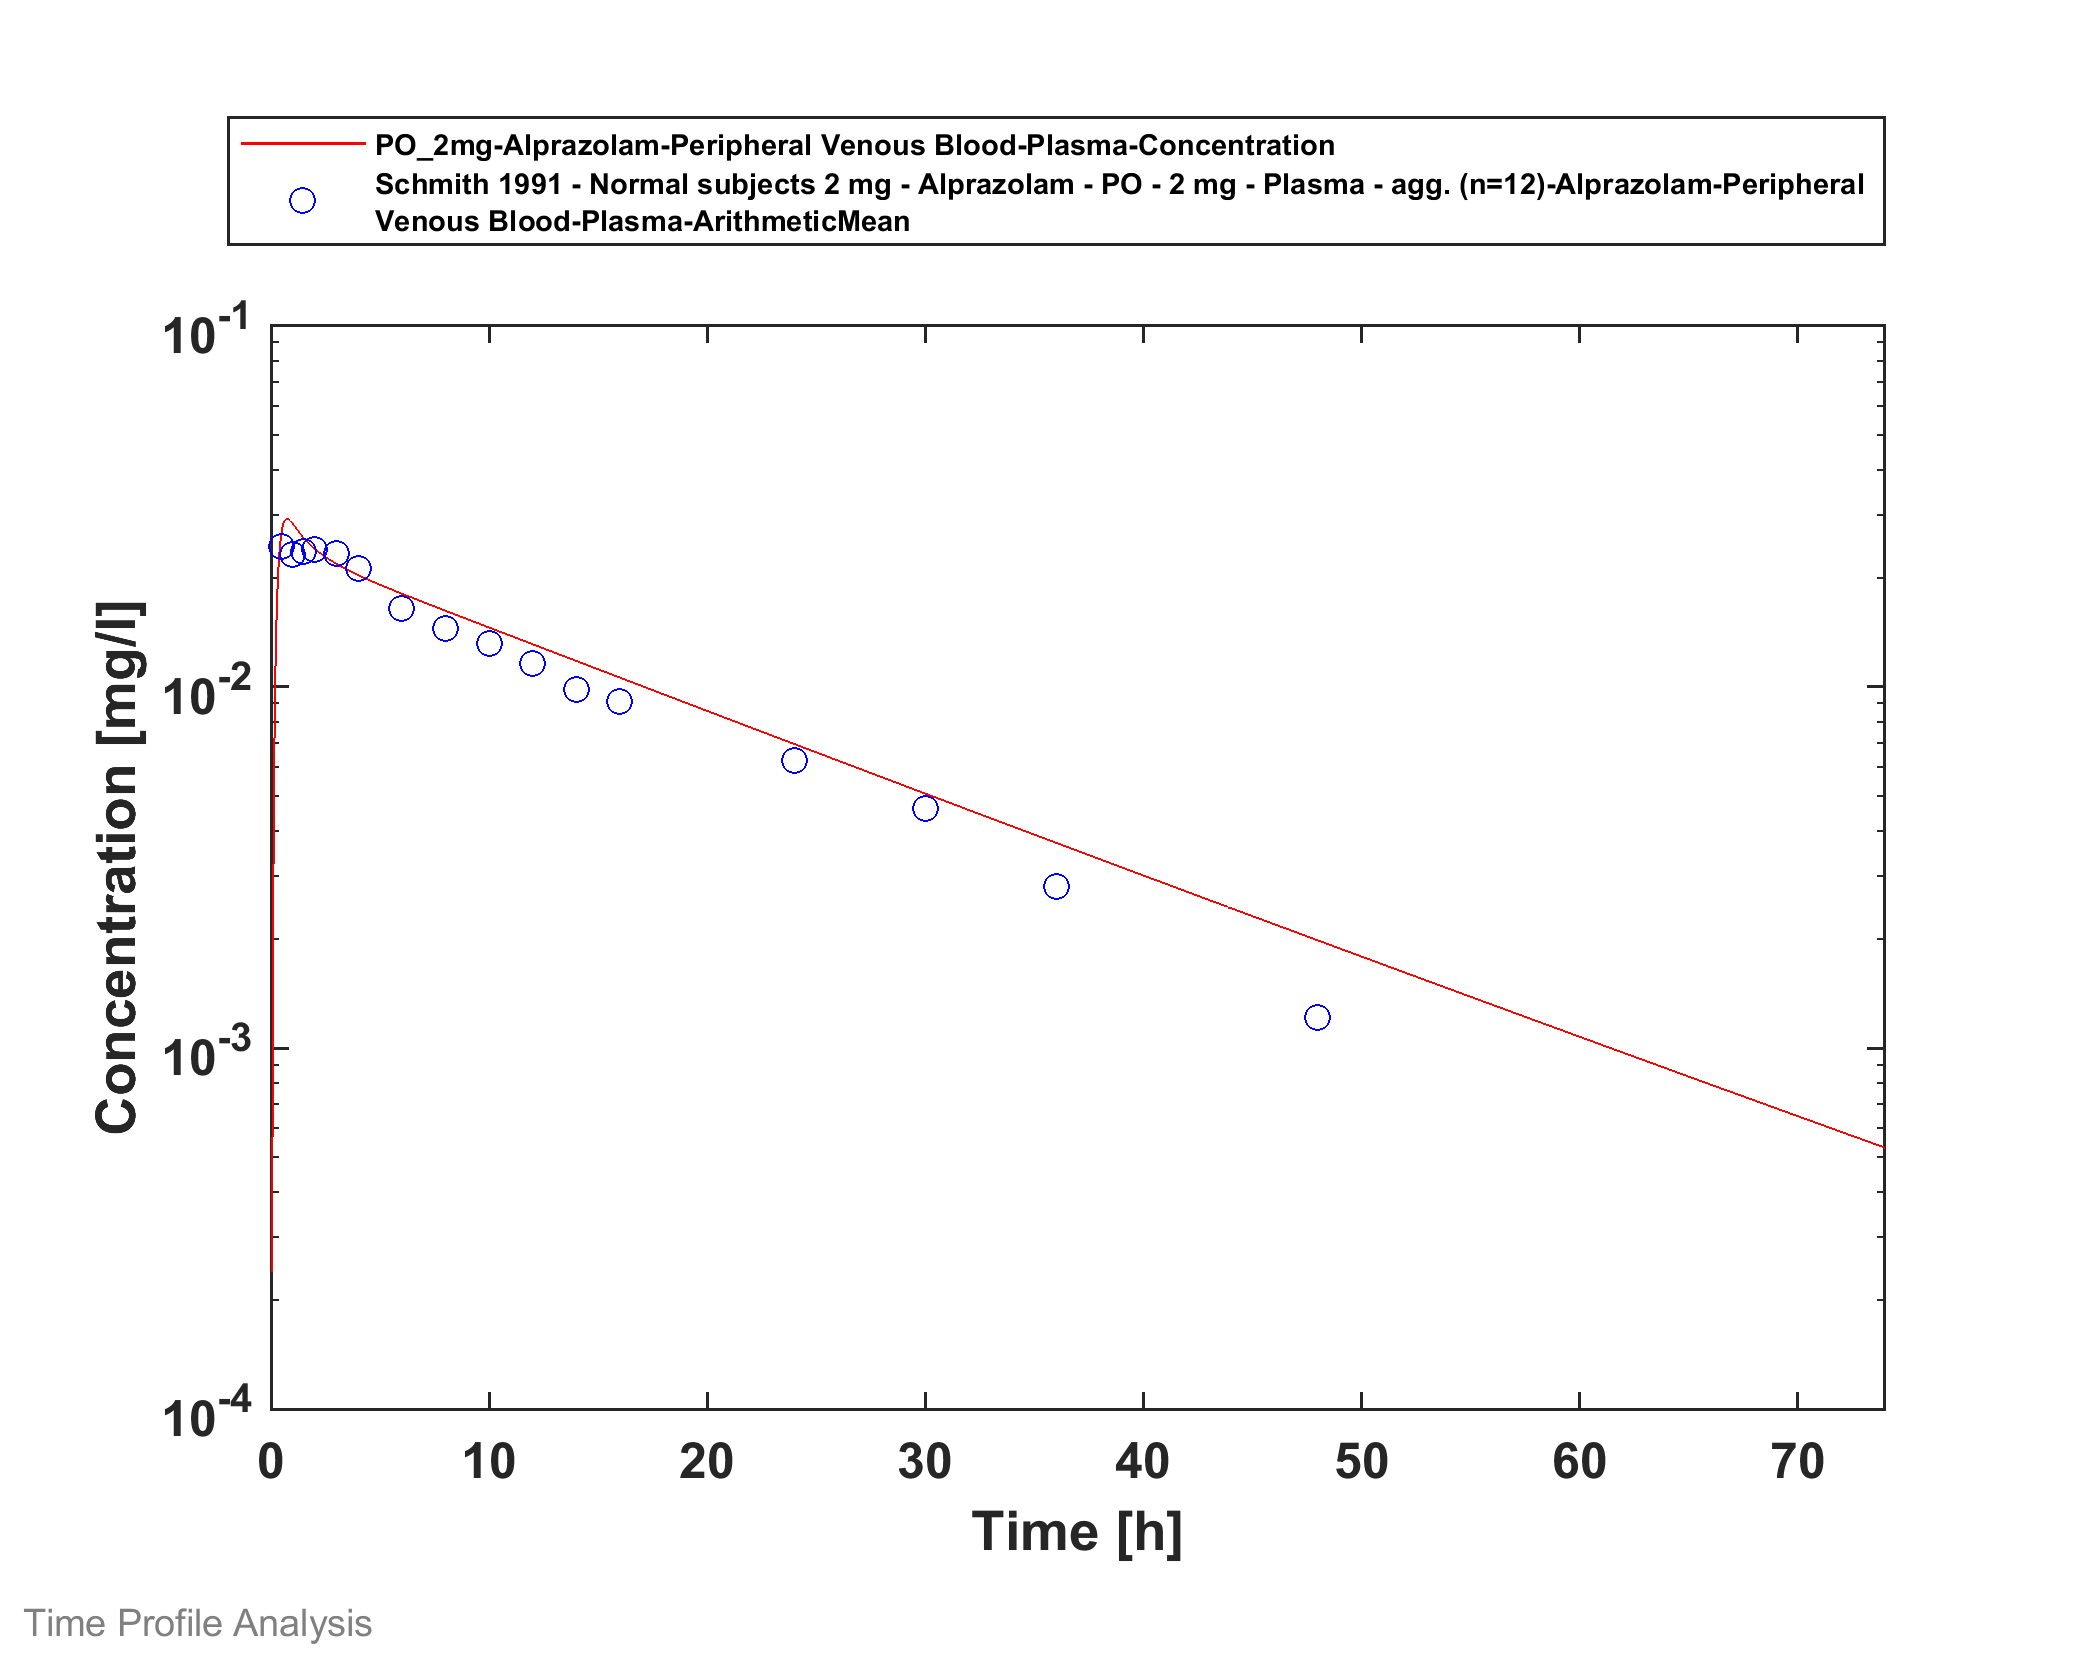 PO_2mg-Alprazolam-Peripheral Venous Blood-Plasma-Concentration
Schmith 1991 - Normal subjects 2 mg - Alprazolam - PO - 2 mg - Plasma - agg. (n=12)-Alprazolam-Peripheral
Venous Blood-Plasma-ArithmeticMean
10^-1
10^-2
10^-3
10^-4
Concentration [mg/l]
0 10 20 30 40 50 60 70
Time [h]
Time Profile Analysis